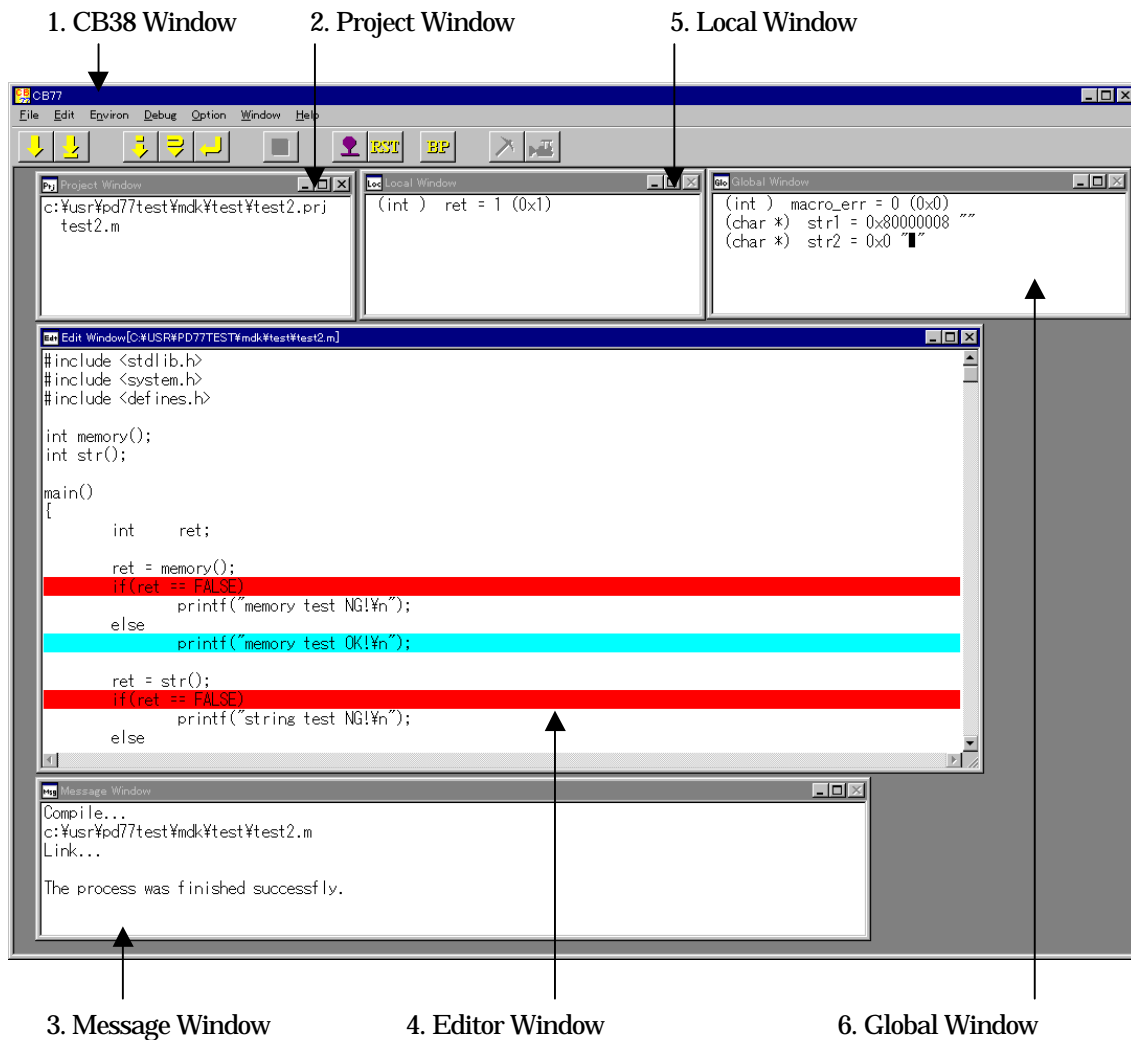 1. CB38 Window
2. Project Window
5. Local Window
CB77
File Edit Environ Debug Option Window Help
RST BP
Project Window
c:¥usr¥pd77test¥mdk¥test¥test2.prj
test2.m
Local Window
(int ) ret = 1 (0x1)
Global Window
(int ) macro_err = 0 (0x0)
(char *) str1 = 0x80000008 ""
(char *) str2 = 0x0 "▮"
Edit Window[C:¥USR¥PD77TEST¥mdk¥test¥test2.m]
#include <stdlib.h>
#include <system.h>
#include <defines.h>
int memory();
int str();
main()
{
int ret;
ret = memory();
if(ret == FALSE)
printf("memory test NG!¥n");
else
printf("memory test OK!¥n");
ret = str();
if(ret == FALSE)
printf("string test NG!¥n");
else
Message Window
Compile...
c:¥usr¥pd77test¥mdk¥test¥test2.m
Link...
The process was finished successfly.
3. Message Window
4. Editor Window
6. Global Window